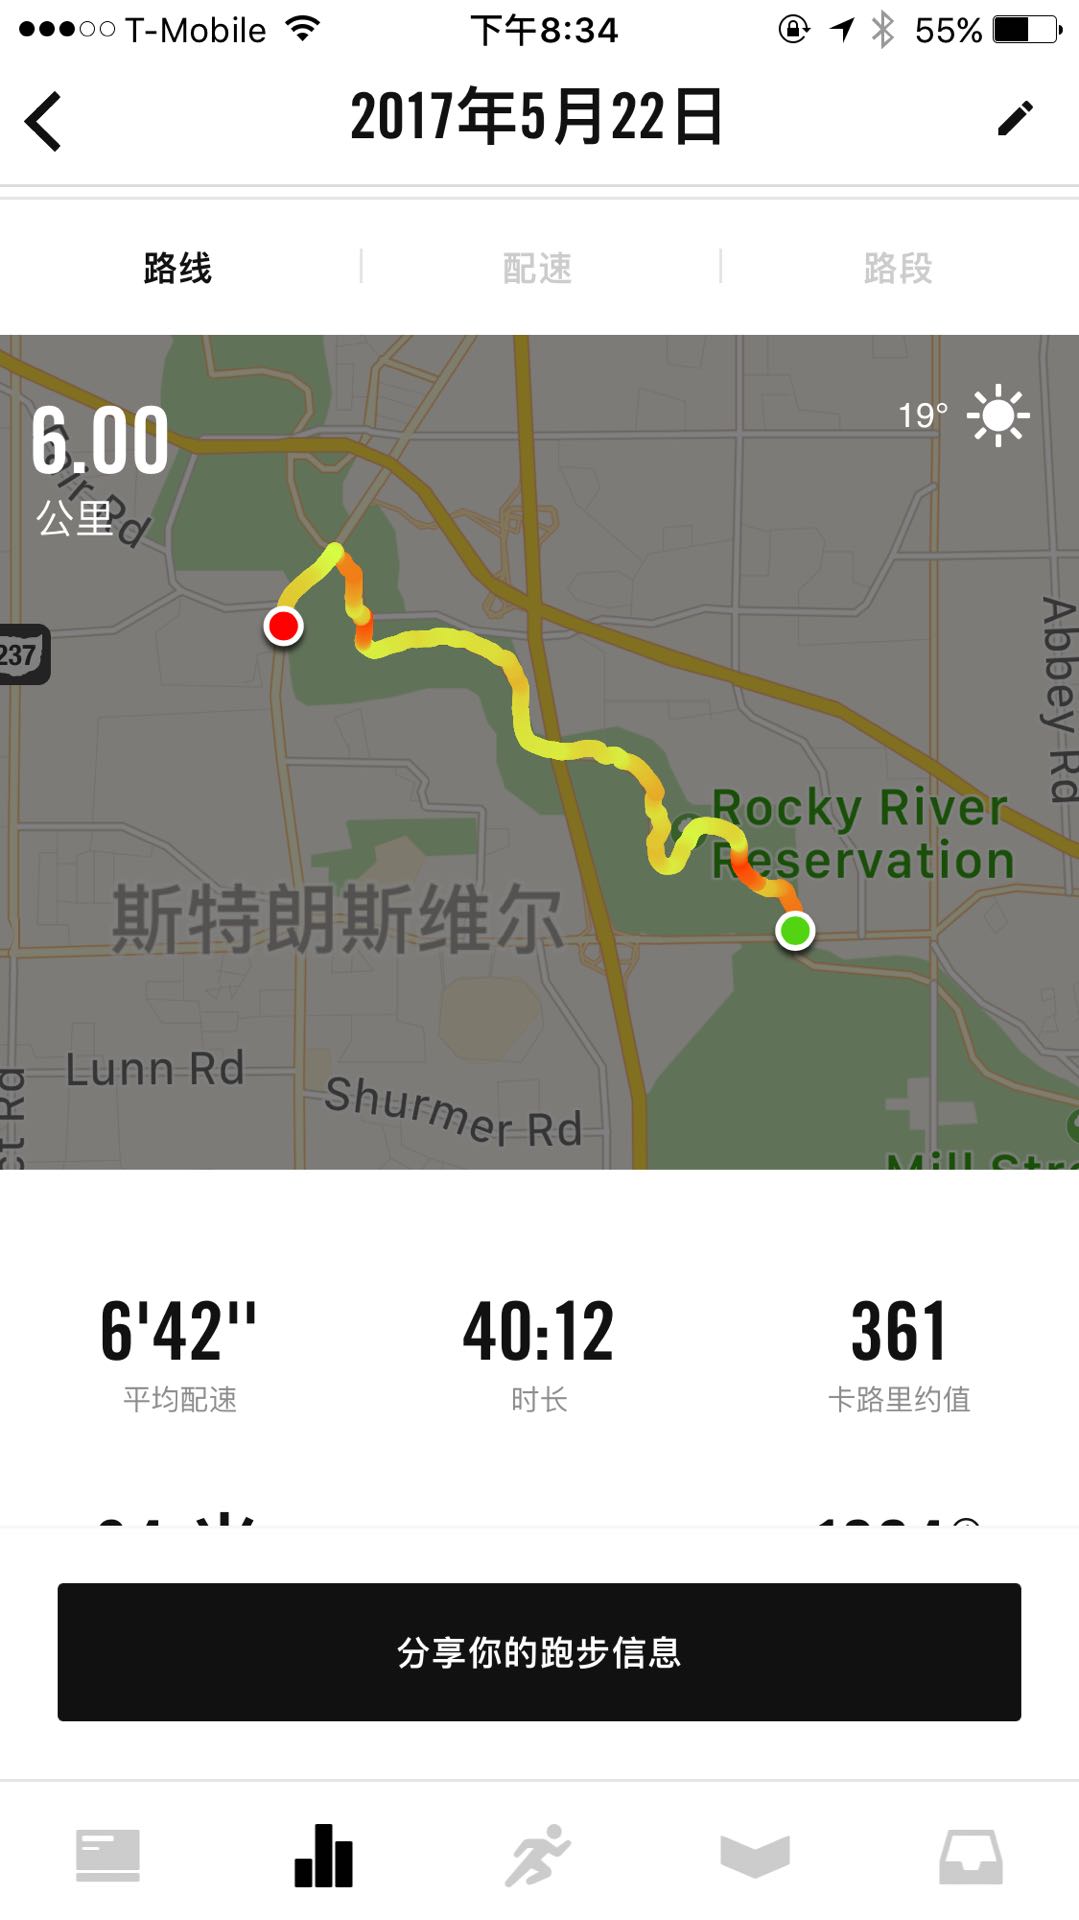 T-Mobile 下午8:34 55%
2017年5月22日
路线 配速 路段
6.00
公里
19°
237
Abbey Rd
Rocky River
Reservation
斯特朗斯维尔
Lunn Rd
Shurmer Rd
6'42" 40:12 361
平均配速 时长 卡路里约值
分享你的跑步信息